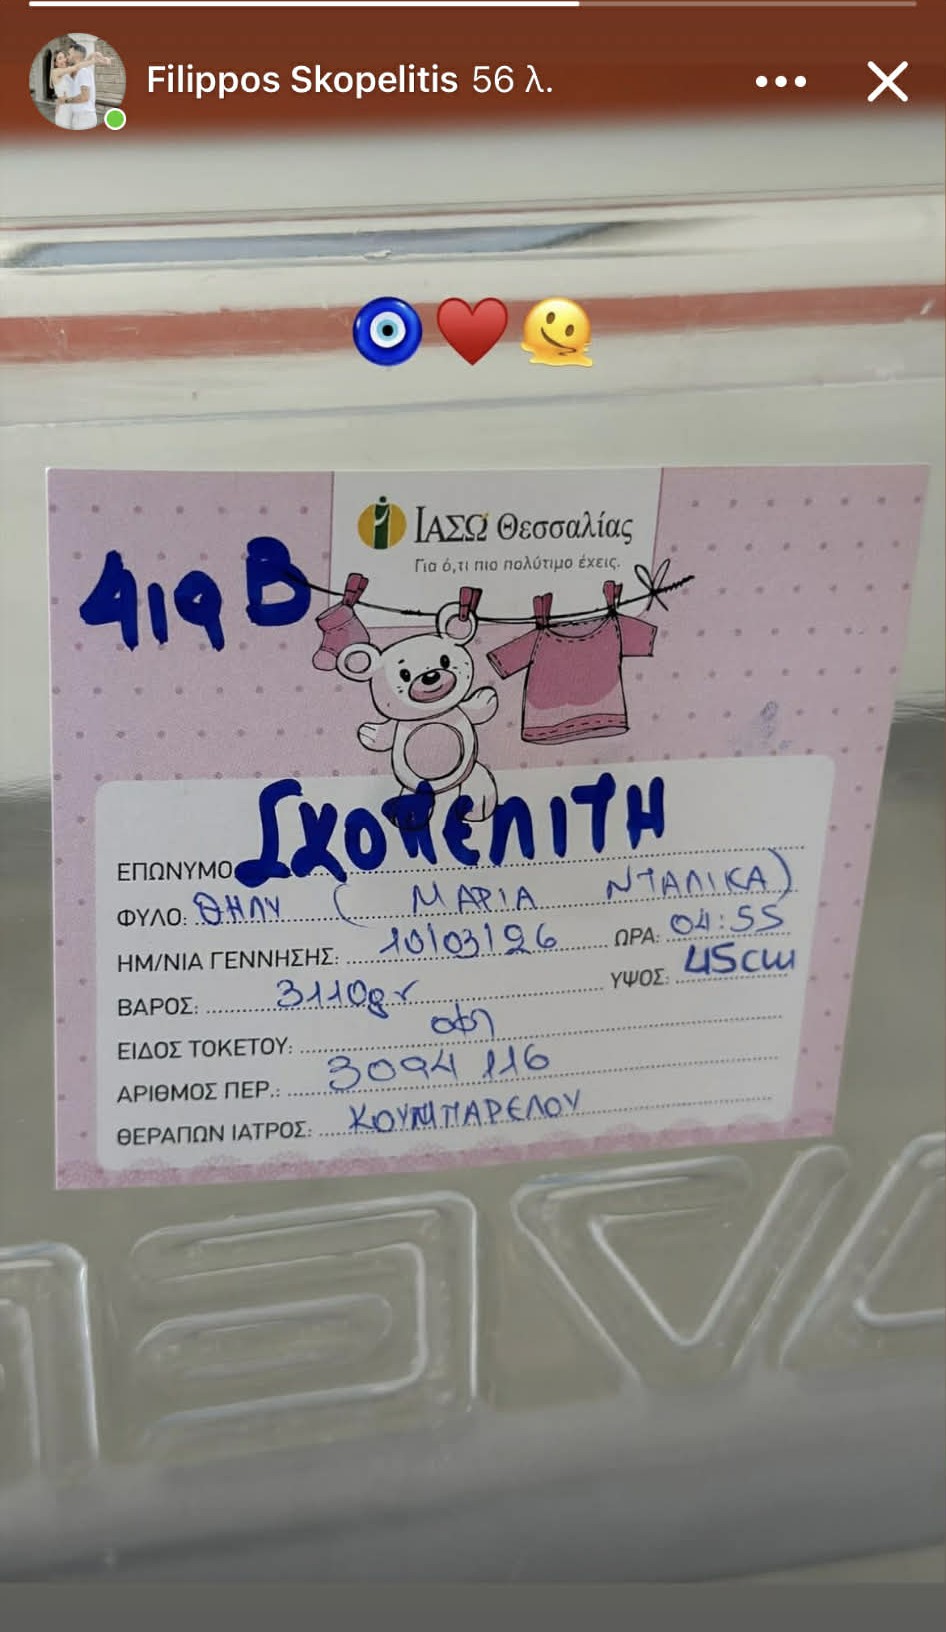 Filippos Skopelitis 56 λ.
ΙΑΣΩ Θεσσαλίας
Για ό,τι πιο πολύτιμο έχεις.
419 Β
ΕΠΩΝΥΜΟ ΣΚΟΠΕΛΙΤΗ
ΦΥΛΟ: ΘΗΛΥ ( ΜΑΡΙΑ ΝΤΑΛΙΚΑ)
ΗΜ/ΝΙΑ ΓΕΝΝΗΣΗΣ: 10/03/26 ΩΡΑ: 04:55
ΒΑΡΟΣ: 3110gr ΥΨΟΣ: 45cm
ΕΙΔΟΣ ΤΟΚΕΤΟΥ:
ΑΡΙΘΜΟΣ ΠΕΡ.: 3094116
ΘΕΡΑΠΩΝ ΙΑΤΡΟΣ: ΚΟΥΜΠΑΡΕΛΟΥ